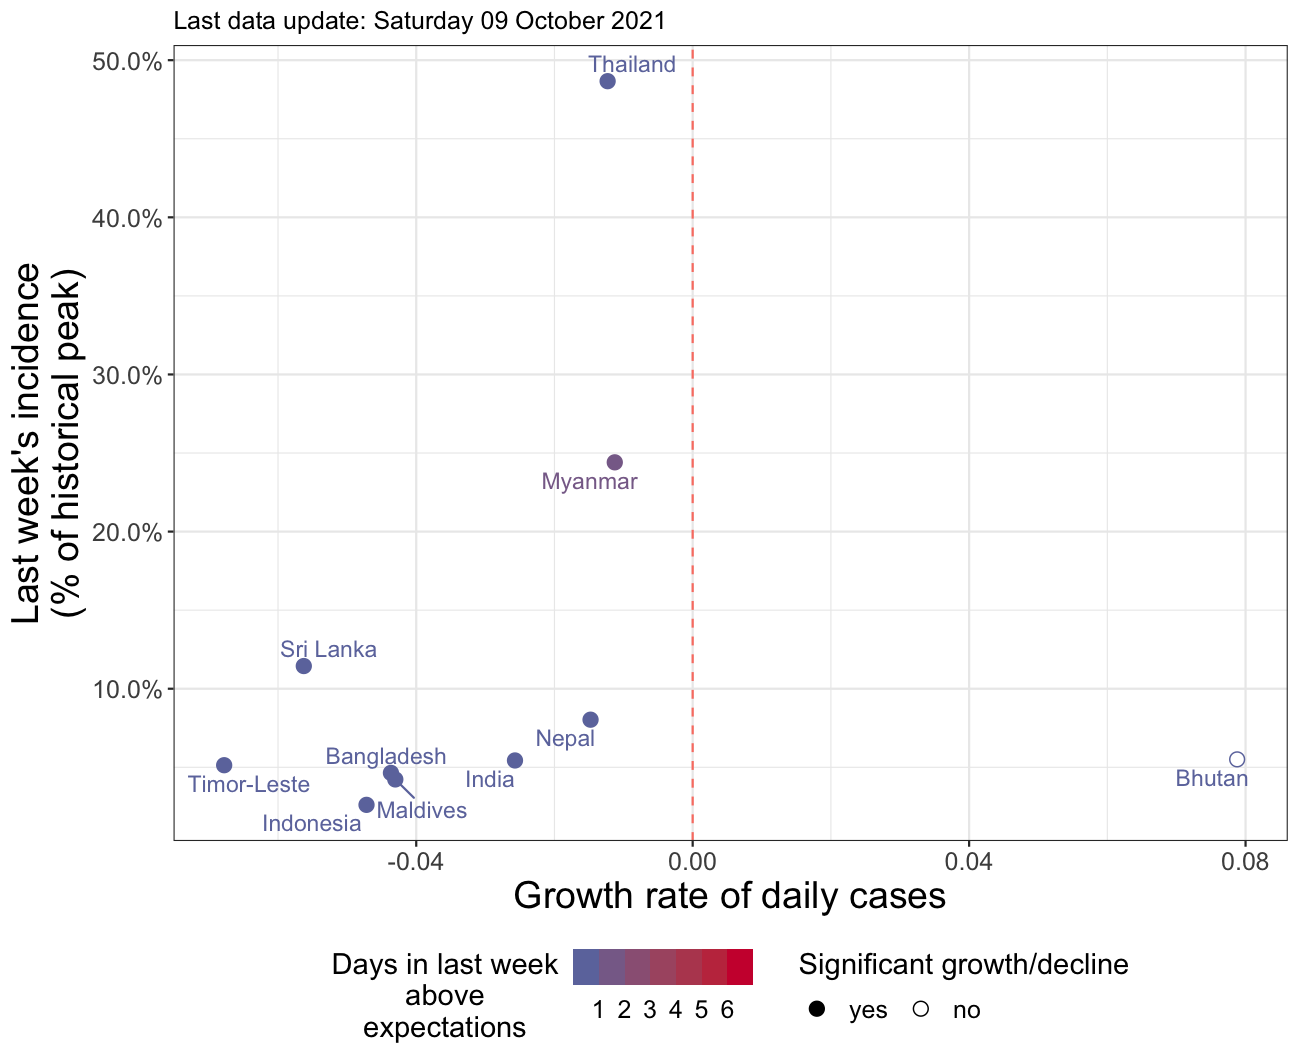 Last data update: Saturday 09 October 2021
50.0%
40.0%
30.0%
20.0%
10.0%
Last week's incidence
(% of historical peak)
Thailand
Myanmar
Sri Lanka
Nepal
Bangladesh
India
Timor-Leste
Maldives
Indonesia
Bhutan
-0.04
0.00
0.04
0.08
Growth rate of daily cases
Days in last week
above
expectations
1 2 3 4 5 6
Significant growth/decline
yes no